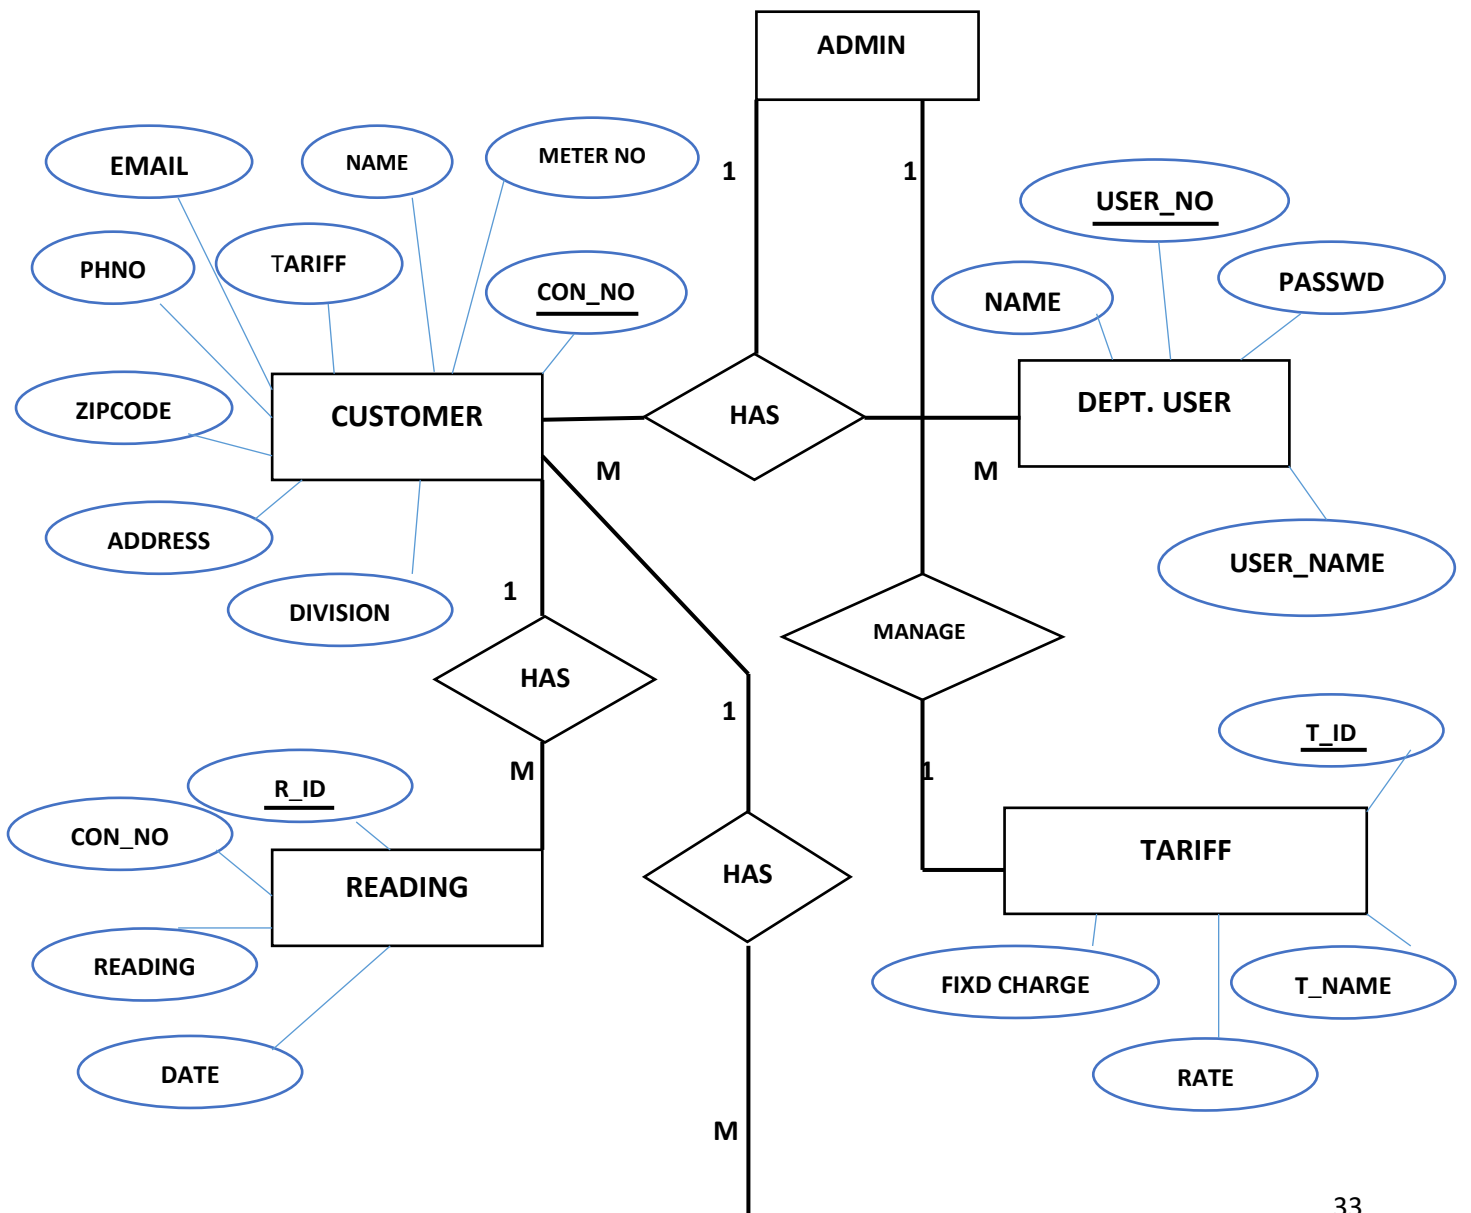 ADMIN
EMAIL
NAME
METER NO
1
1
USER_NO
PHNO
TARIFF
CON_NO
NAME
PASSWD
ZIPCODE
CUSTOMER
HAS
DEPT. USER
M
M
ADDRESS
DIVISION
1
USER_NAME
MANAGE
HAS
1
T_ID
M
1
R_ID
CON_NO
READING
HAS
TARIFF
READING
FIXD CHARGE
T_NAME
DATE
RATE
M
33